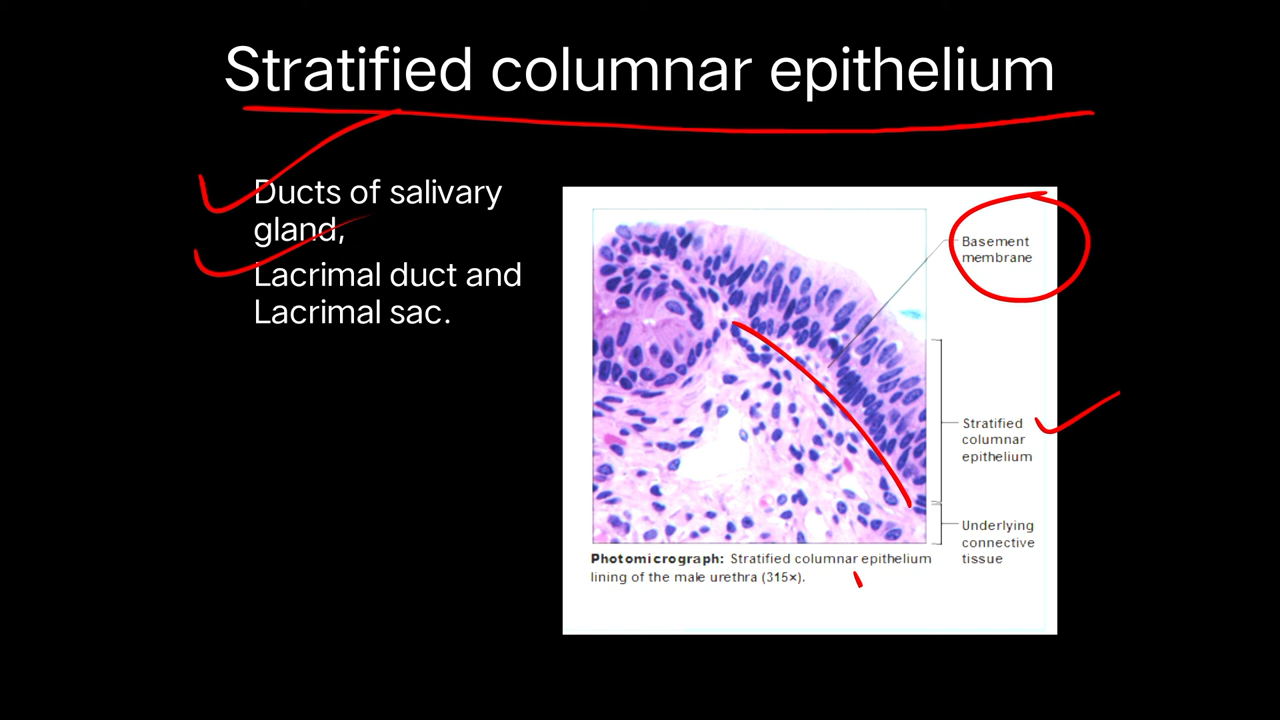 Stratified columnar epithelium
Ducts of salivary
gland,
Lacrimal duct and
Lacrimal sac.
Basement
membrane
Stratified
columnar
epithelium
Underlying
connective
tissue
Photomicrograph: Stratified columnar epithelium
lining of the male urethra (315×).